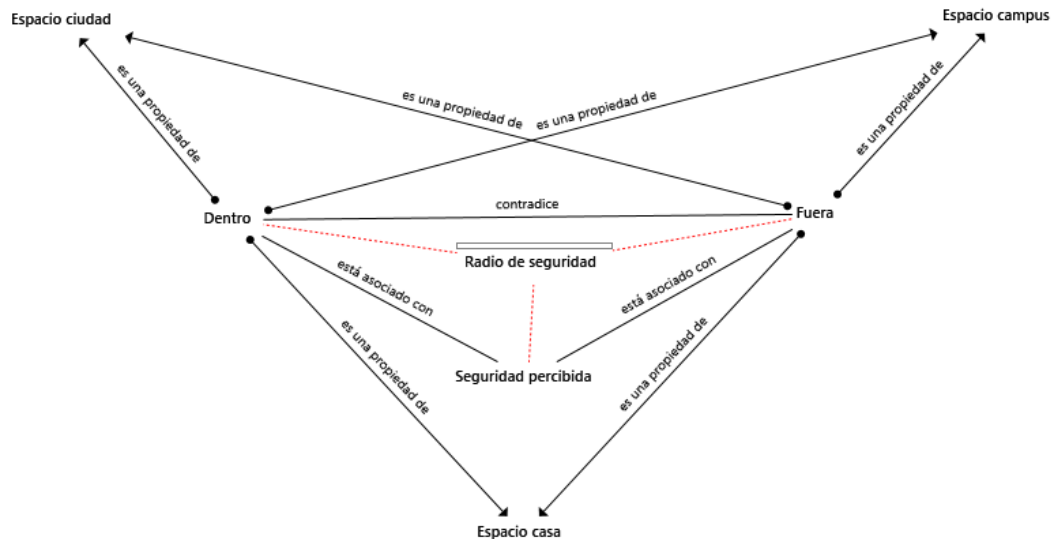 Espacio ciudad
Espacio campus
es una propiedad de
es una propiedad de
es una propiedad de
es una propiedad de
Dentro
contradice
Fuera
Radio de seguridad
está asociado con
está asociado con
es una propiedad de
es una propiedad de
Seguridad percibida
Espacio casa